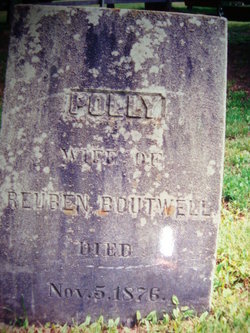 POLLY
WIFE OF
REUBEN BOUTWELL
DIED
Nov. 5, 1876.